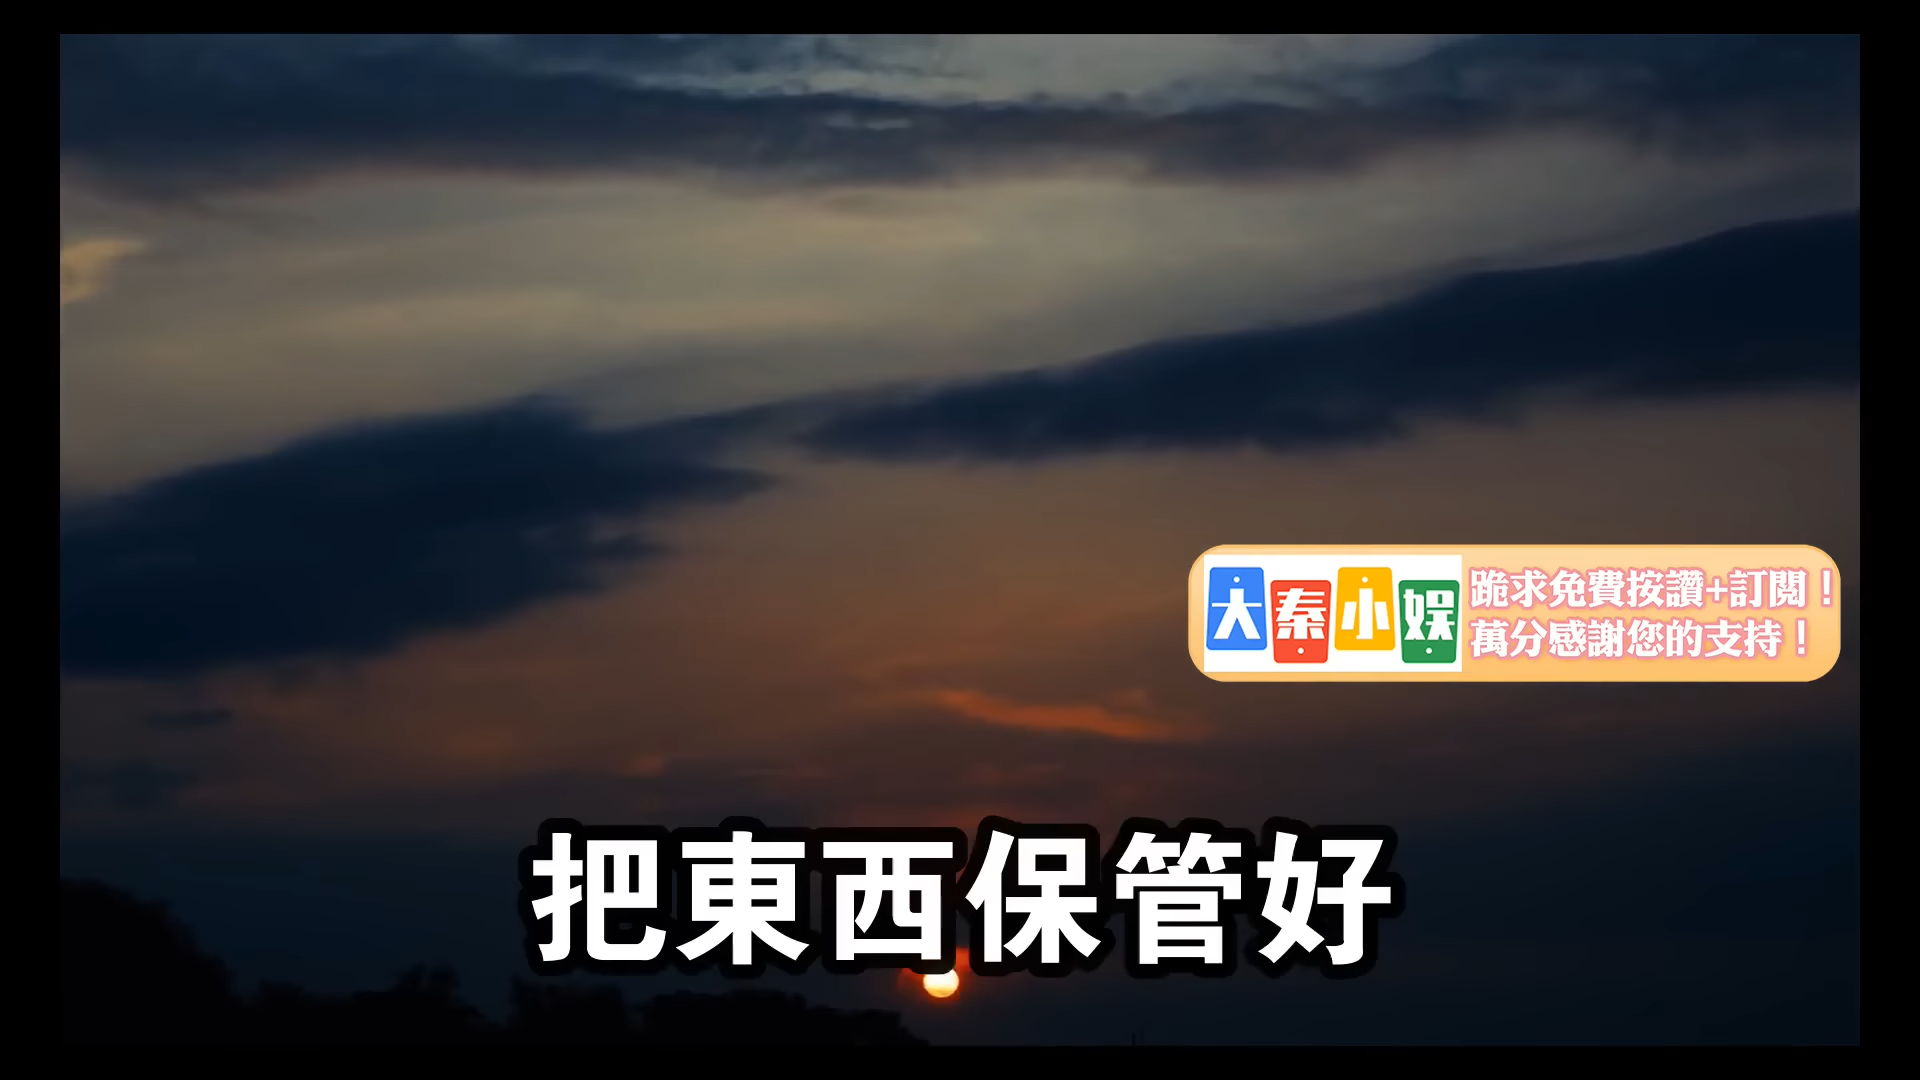 大秦小娱
跪求免費按讚+訂閱！
萬分感謝您的支持！
把東西保管好